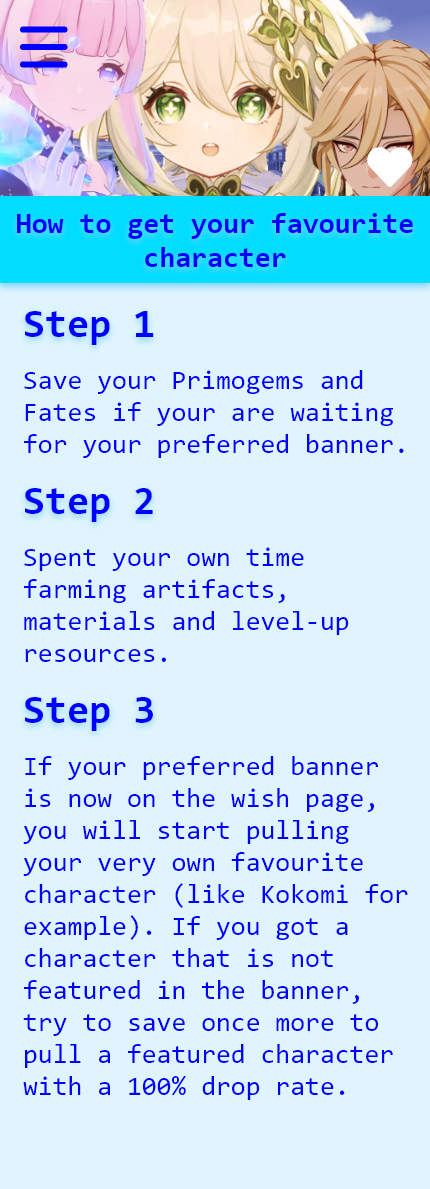 How to get your favourite
character
Step 1
Save your Primogems and
Fates if your are waiting
for your preferred banner.
Step 2
Spent your own time
farming artifacts,
materials and level-up
resources.
Step 3
If your preferred banner
is now on the wish page,
you will start pulling
your very own favourite
character (like Kokomi for
example). If you got a
character that is not
featured in the banner,
try to save once more to
pull a featured character
with a 100% drop rate.